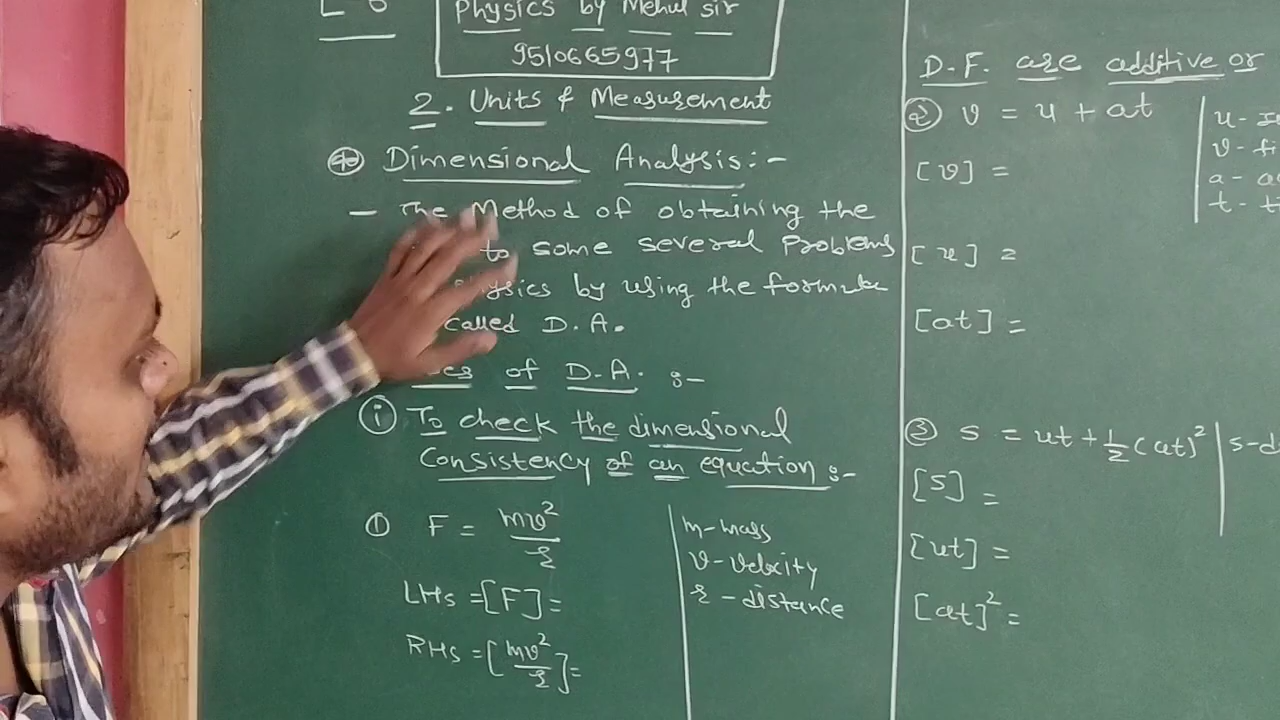 L-6
Physics by Mehul sir
9510665977
2. Units & Measurement
Dimensional Analysis:-
- The Method of obtaining the
to some several Problems
by using the formula
called D.A.
of D.A. :-
(i) To check the dimensional
Consistency of an equation :-
① F = mv²/r
m - mass
v - velocity
r - distance
LHS = [F] =
RHS = [mv²/r] =
D.F. are additive or
② v = u + at
u -
v - fi
a -
t - t
[v] =
[u] =
[at] =
③ s = ut + 1/2 (at)²
s - d
[s] =
[ut] =
[at]² =